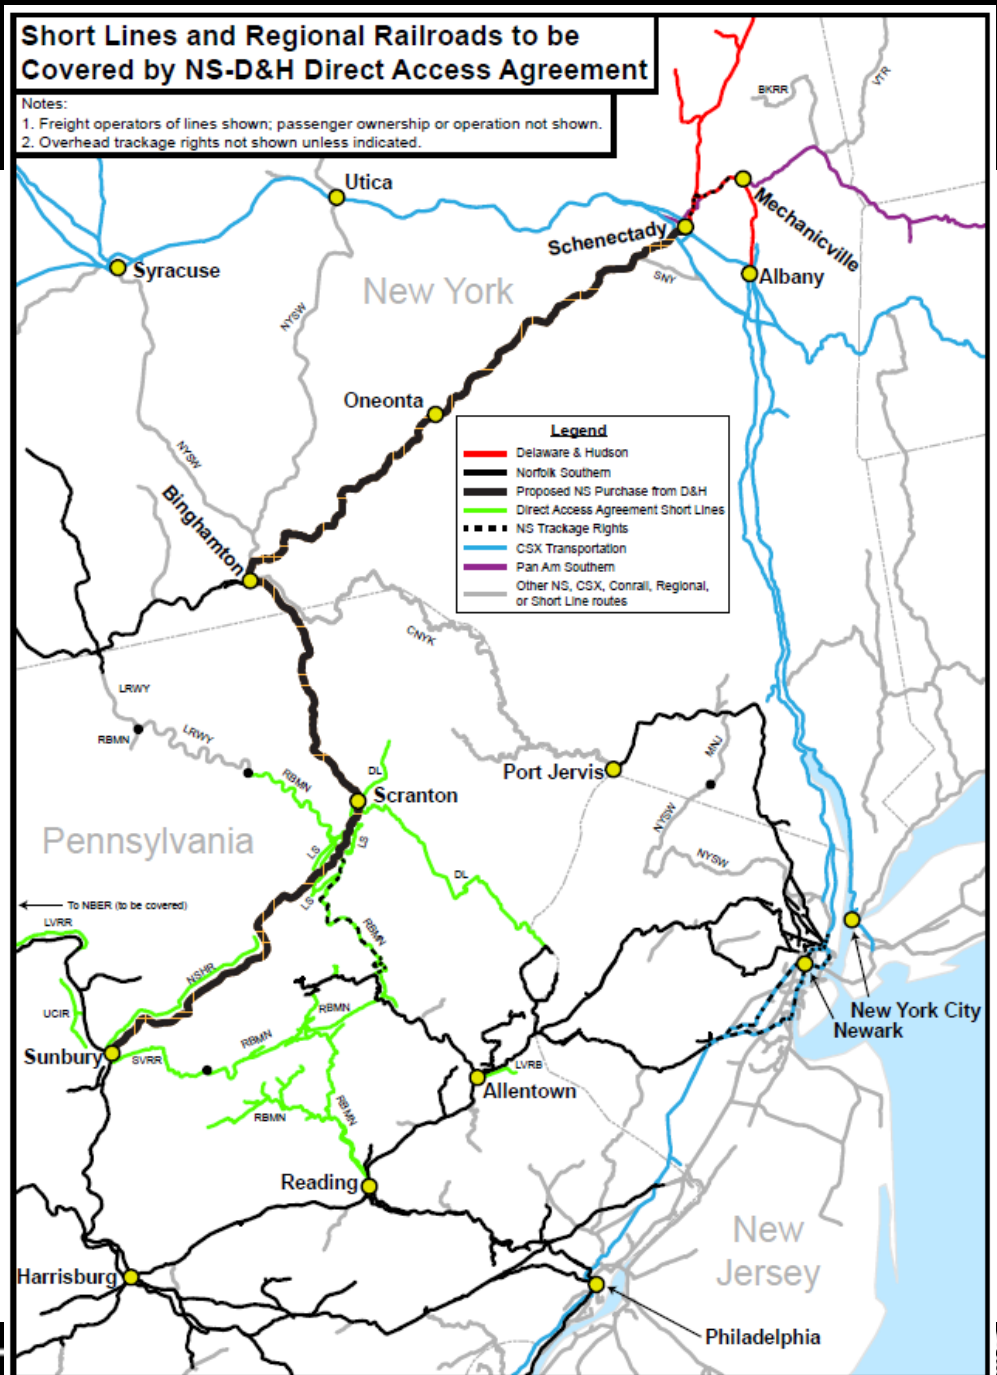 Short Lines and Regional Railroads to be
Covered by NS-D&H Direct Access Agreement
Notes:
1. Freight operators of lines shown; passenger ownership or operation not shown.
2. Overhead trackage rights not shown unless indicated.
BKRR
VTR
Utica
Mechanicville
Schenectady
Syracuse
SNY
Albany
New York
NYSW
Oneonta
NYSW
Legend
Delaware & Hudson
Norfolk Southern
Proposed NS Purchase from D&H
Direct Access Agreement Short Lines
NS Trackage Rights
CSX Transportation
Pan Am Southern
Other NS, CSX, Conrail, Regional,
or Short Line routes
Binghamton
CNYK
LRWY
LRWY
RBMN
MNJ
DL
Port Jervis
RBMN
Scranton
NYSW
Pennsylvania
LS
LS
NYSW
DL
LS
To NBER (to be covered)
LVRR
RBMN
NSHR
UCIR
RBMN
New York City
Newark
RBMN
Sunbury
SVRR
LVRB
Allentown
RBMN
RBMN
Reading
New
Jersey
Harrisburg
Philadelphia